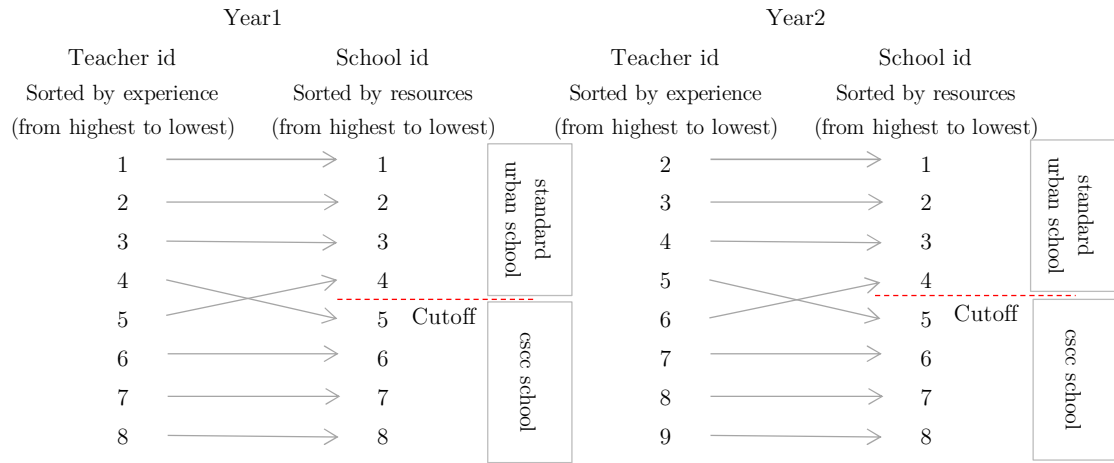 Year1
Year2
Teacher id
School id
Teacher id
School id
Sorted by experience
Sorted by resources
Sorted by experience
Sorted by resources
(from highest to lowest)
(from highest to lowest)
(from highest to lowest)
(from highest to lowest)
1
1
2
1
2
2
3
2
3
3
4
3
4
4
5
4
5
5
6
5
6
6
7
6
7
7
8
7
8
8
9
8
standard
urban school
Cutoff
cscc school
standard
urban school
Cutoff
cscc school